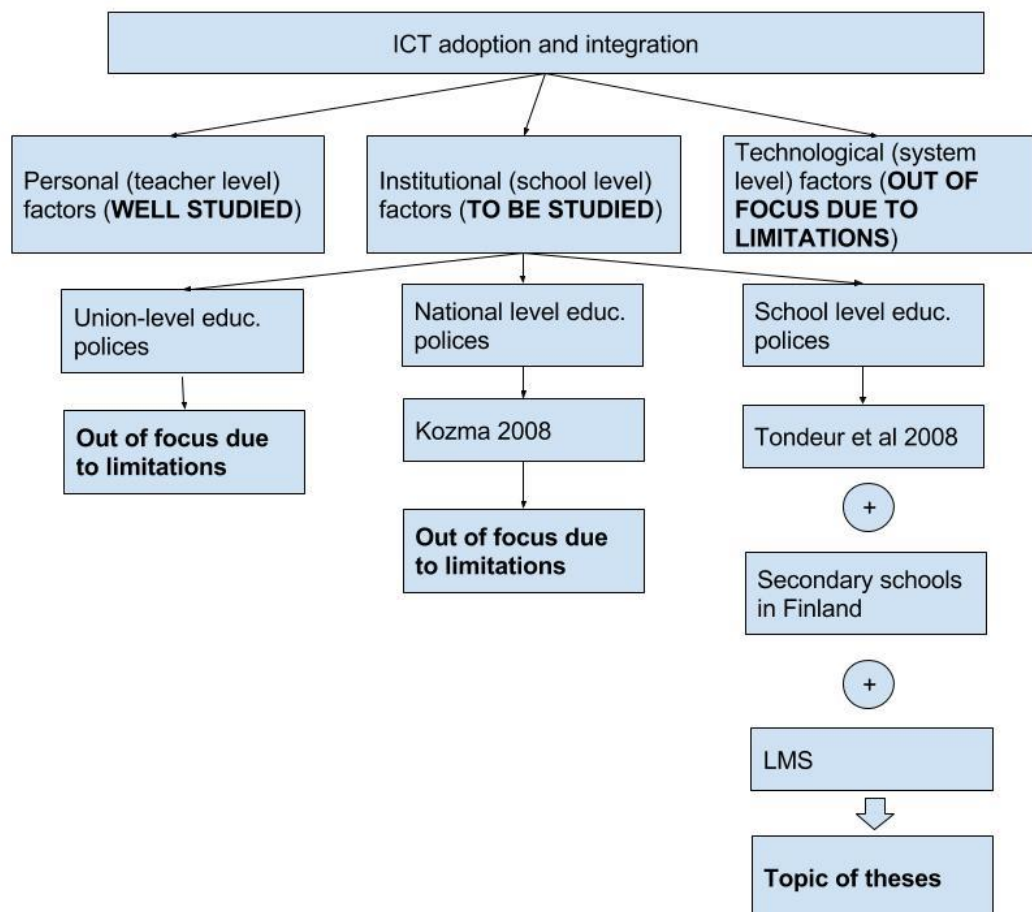 ICT adoption and integration
Personal (teacher level)
factors (WELL STUDIED)
Institutional (school level)
factors (TO BE STUDIED)
Technological (system
level) factors (OUT OF
FOCUS DUE TO
LIMITATIONS)
Union-level educ.
polices
National level educ.
polices
School level educ.
polices
Out of focus due
to limitations
Kozma 2008
Tondeur et al 2008
Out of focus due
to limitations
+
Secondary schools
in Finland
+
LMS
Topic of theses